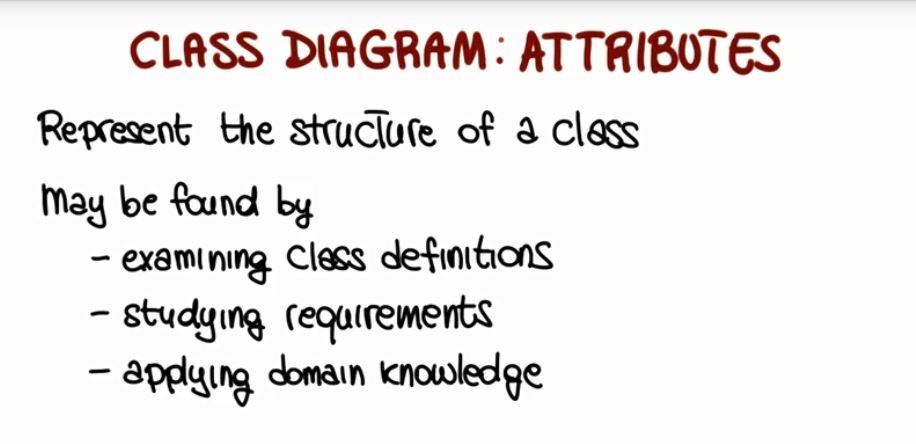 CLASS DIAGRAM: ATTRIBUTES
Represent the structure of a class
May be found by
- examining class definitions
- studying requirements
- applying domain knowledge